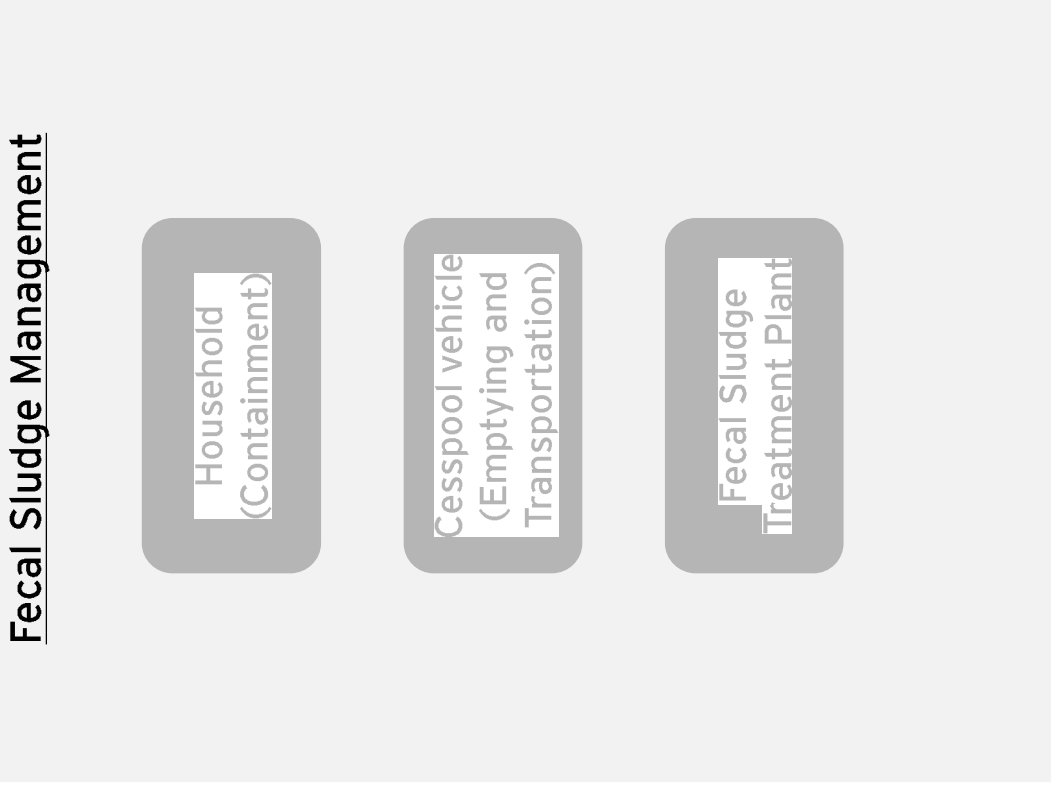 Fecal Sludge Management
Household
(Containment)
Cesspool vehicle
(Emptying and
Transportation)
Fecal Sludge
Treatment Plant